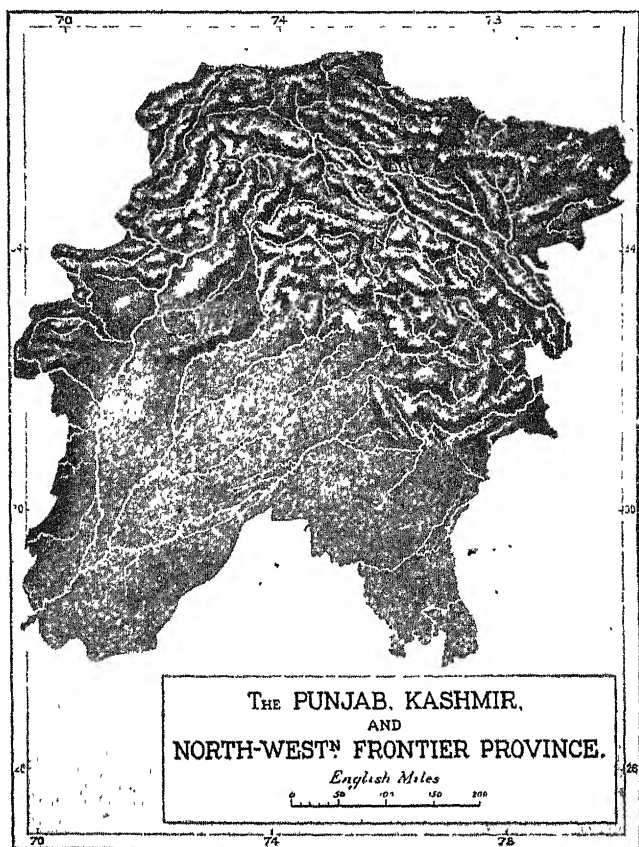 70 74 78
34 34
30 30
26 26
THE PUNJAB, KASHMIR,
AND
NORTH-WESTN FRONTIER PROVINCE.
English Miles
0 50 100 150 200
70 74 78